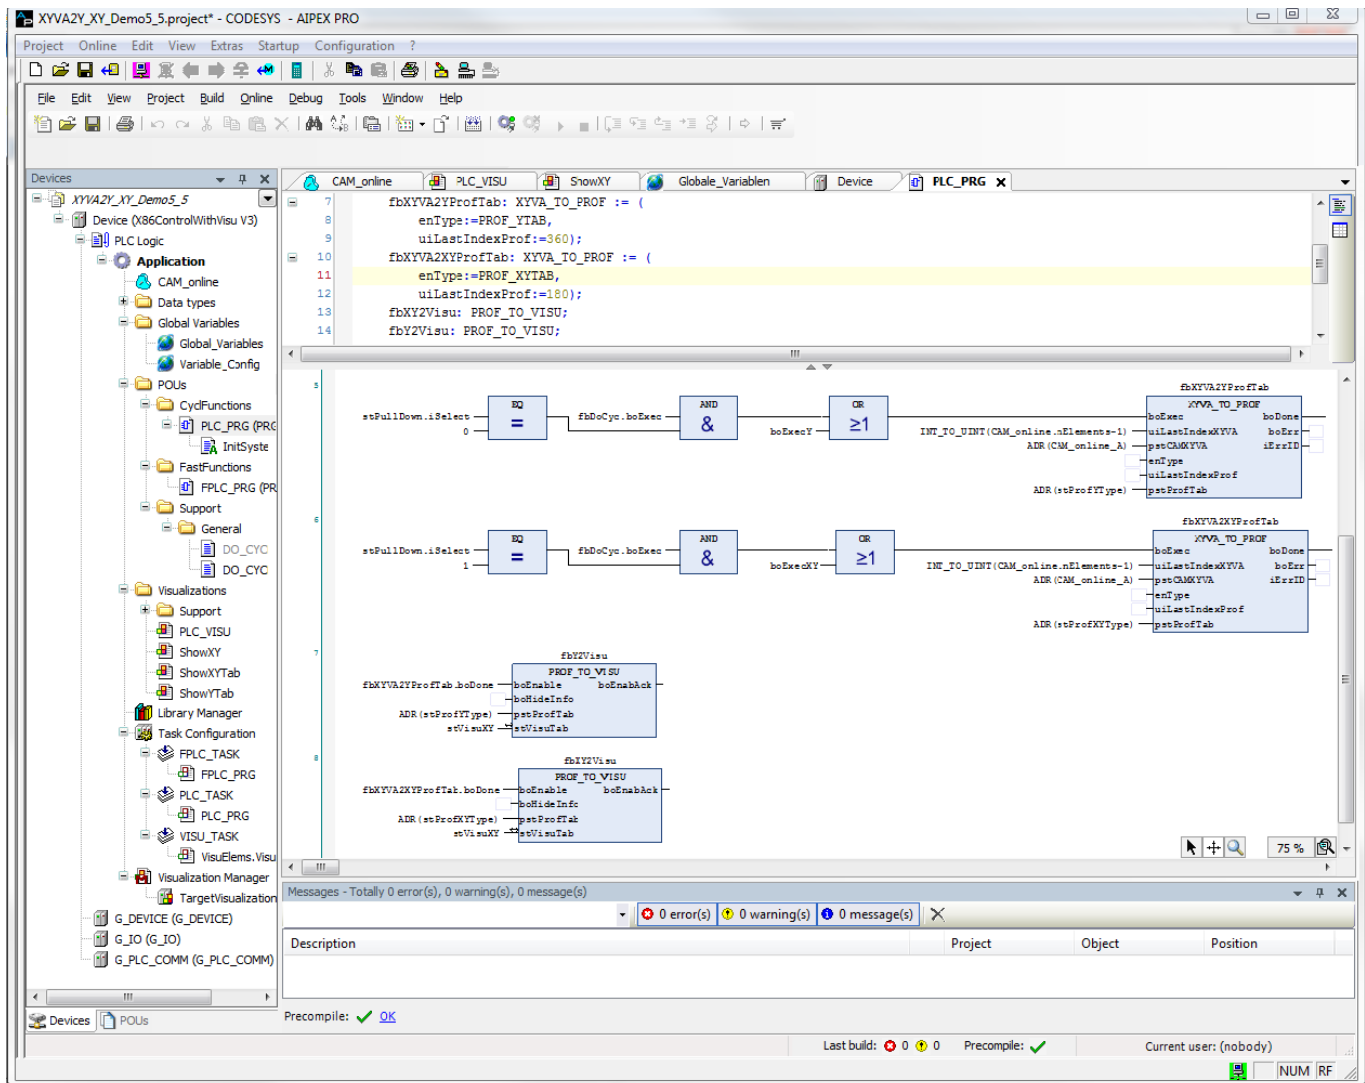 XYVA2Y_XY_Demo5_5.project* - CODESYS - AIPEX PRO
Project Online Edit View Extras Startup Configuration ?
File Edit View Project Build Online Debug Tools Window Help
Devices
XYVA2Y_XY_Demo5_5
Device (X86ControlWithVisu V3)
PLC Logic
Application
CAM_online
Data types
Global Variables
Global_Variables
Variable_Config
POUs
CyclFunctions
PLC_PRG (PRG
InitSyste
FastFunctions
FPLC_PRG (PR
Support
General
DO_CYC
DO_CYC
Visualizations
Support
PLC_VISU
ShowXY
ShowXYTab
ShowYTab
Library Manager
Task Configuration
FPLC_TASK
FPLC_PRG
PLC_TASK
PLC_PRG
VISU_TASK
VisuElems.Visu
Visualization Manager
TargetVisualization
G_DEVICE (G_DEVICE)
G_IO (G_IO)
G_PLC_COMM (G_PLC_COMM)
Devices POUs
CAM_online PLC_VISU ShowXY Globale_Variablen Device PLC_PRG
7 fbXYVA2YProfTab: XYVA_TO_PROF := (
8 enType:=PROF_YTAB,
9 uiLastIndexProf:=360);
10 fbXYVA2XYProfTab: XYVA_TO_PROF := (
11 enType:=PROF_XYTAB,
12 uiLastIndexProf:=180);
13 fbXY2Visu: PROF_TO_VISU;
14 fbY2Visu: PROF_TO_VISU;
5
stPullDown.iSelect
0
EQ
=
fbDoCyc.boExec
AND
&
boExecY
OR
≥1
fbXYVA2YProfTab
XYVA_TO_PROF
boExec boDone
INT_TO_UINT(CAM_online.nElements-1) uiLastIndexXYVA boErr
ADR(CAM_online_A) pstCAMXYVA iErrID
enType
uiLastIndexProf
ADR(stProfYType) pstProfTab
6
stPullDown.iSelect
1
EQ
=
fbDoCyc.boExec
AND
&
boExecXY
OR
≥1
fbXYVA2XYProfTab
XYVA_TO_PROF
boExec boDone
INT_TO_UINT(CAM_online.nElements-1) uiLastIndexXYVA boErr
ADR(CAM_online_A) pstCAMXYVA iErrID
enType
uiLastIndexProf
ADR(stProfXYType) pstProfTab
7
fbY2Visu
PROF_TO_VISU
fbXYVA2YProfTab.boDone boEnable boEnabAck
boHideInfo
ADR(stProfYType) pstProfTab
stVisuXY stVisuTab
8
fbXY2Visu
PROF_TO_VISU
fbXYVA2XYProfTab.boDone boEnable boEnabAck
boHideInfo
ADR(stProfXYType) pstProfTab
stVisuXY stVisuTab
75 %
Messages - Totally 0 error(s), 0 warning(s), 0 message(s)
0 error(s) 0 warning(s) 0 message(s)
Description Project Object Position
Precompile: OK
Last build: 0 0 Precompile: Current user: (nobody)
NUM RF